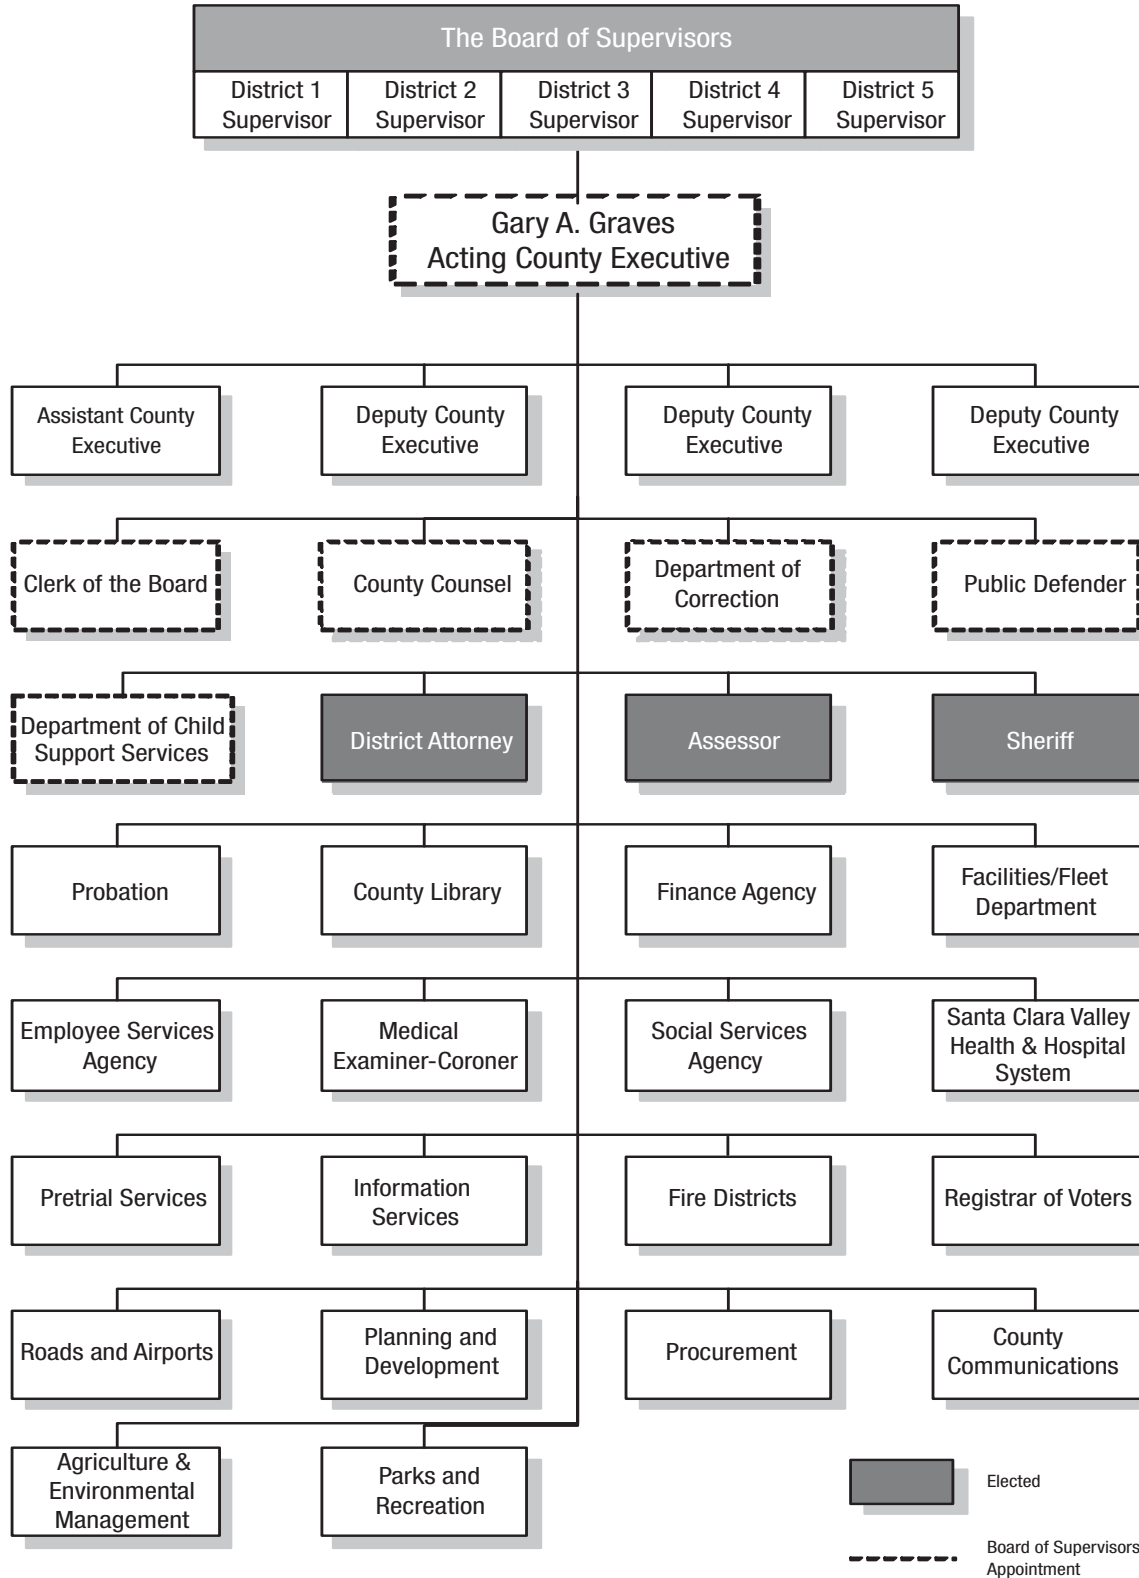 The Board of Supervisors
District 1
Supervisor
District 2
Supervisor
District 3
Supervisor
District 4
Supervisor
District 5
Supervisor
Gary A. Graves
Acting County Executive
Assistant County
Executive
Deputy County
Executive
Deputy County
Executive
Deputy County
Executive
Clerk of the Board
County Counsel
Department of
Correction
Public Defender
Department of Child
Support Services
District Attorney
Assessor
Sheriff
Probation
County Library
Finance Agency
Facilities/Fleet
Department
Employee Services
Agency
Medical
Examiner-Coroner
Social Services
Agency
Santa Clara Valley
Health & Hospital
System
Pretrial Services
Information
Services
Fire Districts
Registrar of Voters
Roads and Airports
Planning and
Development
Procurement
County
Communications
Agriculture &
Environmental
Management
Parks and
Recreation
Elected
Board of Supervisors
Appointment